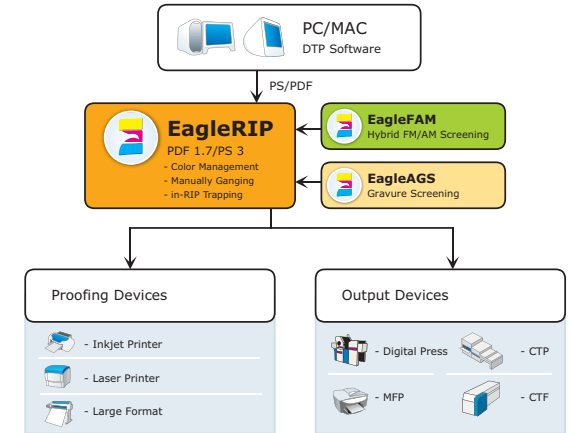 PC/MAC
DTP Software
PS/PDF
EagleRIP
PDF 1.7/PS 3
- Color Management
- Manually Ganging
- in-RIP Trapping
EagleFAM
Hybrid FM/AM Screening
EagleAGS
Gravure Screening
Proofing Devices
- Inkjet Printer
- Laser Printer
- Large Format
Output Devices
- Digital Press
- CTP
- MFP
- CTF